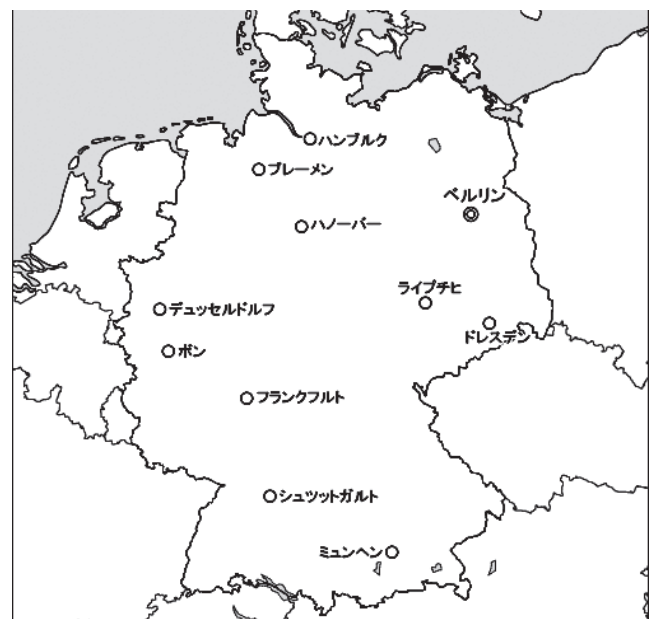 ハンブルク
ブレーメン
ベルリン
ハノーバー
ライプチヒ
デュッセルドルフ
ドレスデン
ボン
フランクフルト
シュツットガルト
ミュンヘン